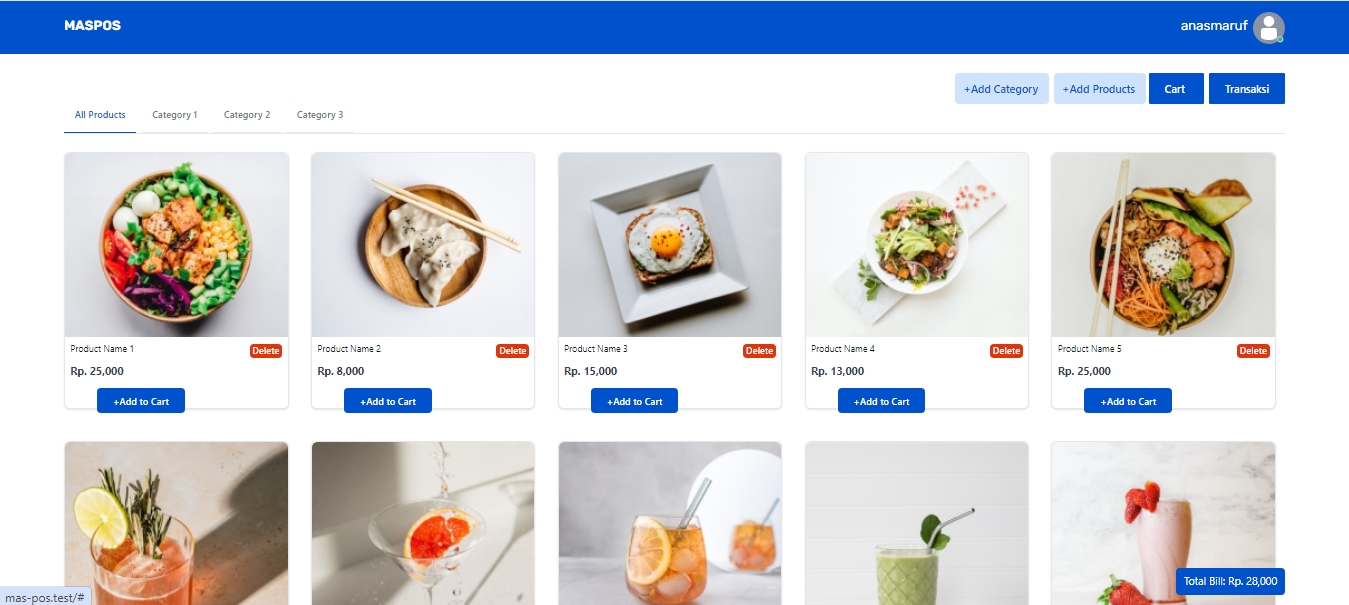 MASPOS
anasmaruf
+Add Category +Add Products Cart Transaksi
All Products Category 1 Category 2 Category 3
Product Name 1 Delete
Rp. 25,000
+Add to Cart
Product Name 2 Delete
Rp. 8,000
+Add to Cart
Product Name 3 Delete
Rp. 15,000
+Add to Cart
Product Name 4 Delete
Rp. 13,000
+Add to Cart
Product Name 5 Delete
Rp. 25,000
+Add to Cart
Total Bill: Rp. 28,000
mas-pos.test/#